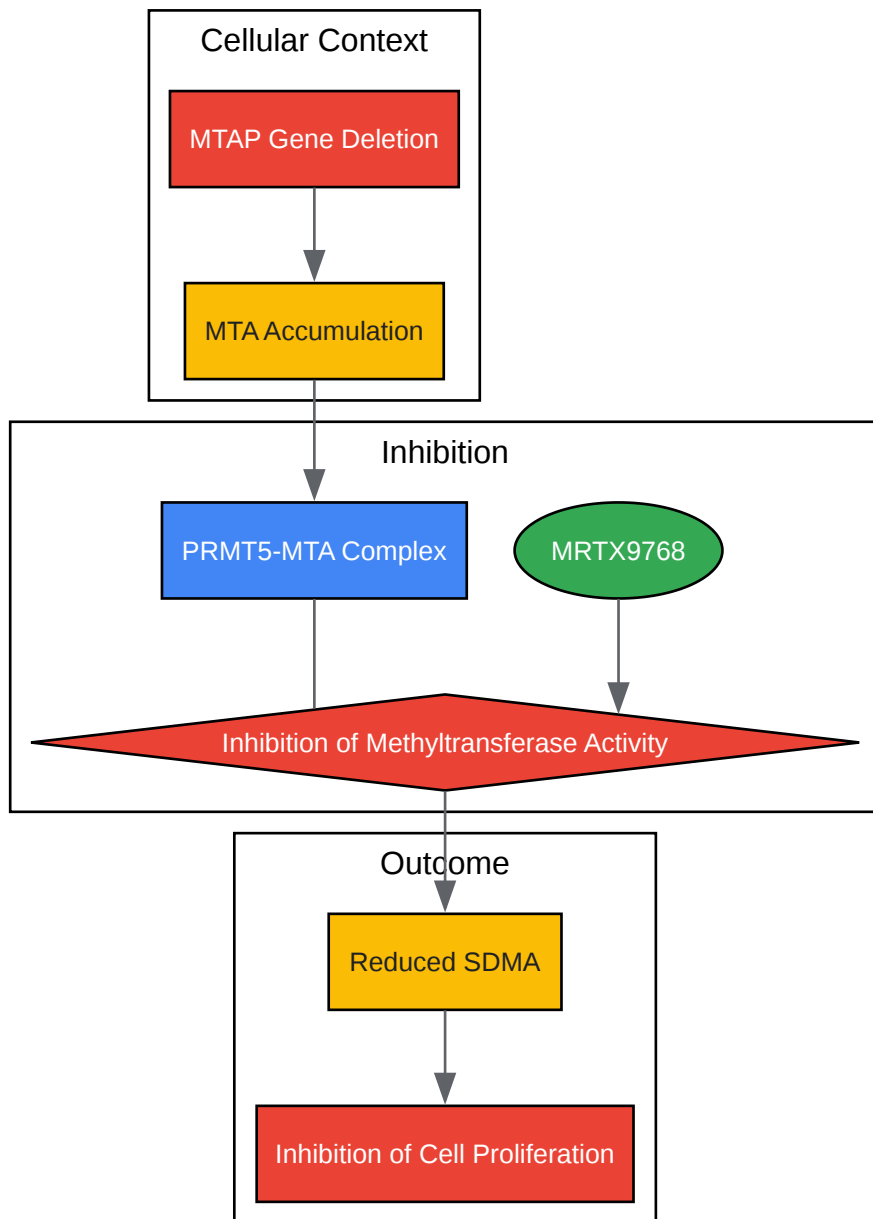 Cellular Context
MTAP Gene Deletion
MTA Accumulation
Inhibition
PRMT5-MTA Complex
MRTX9768
Inhibition of Methyltransferase Activity
Outcome
Reduced SDMA
Inhibition of Cell Proliferation